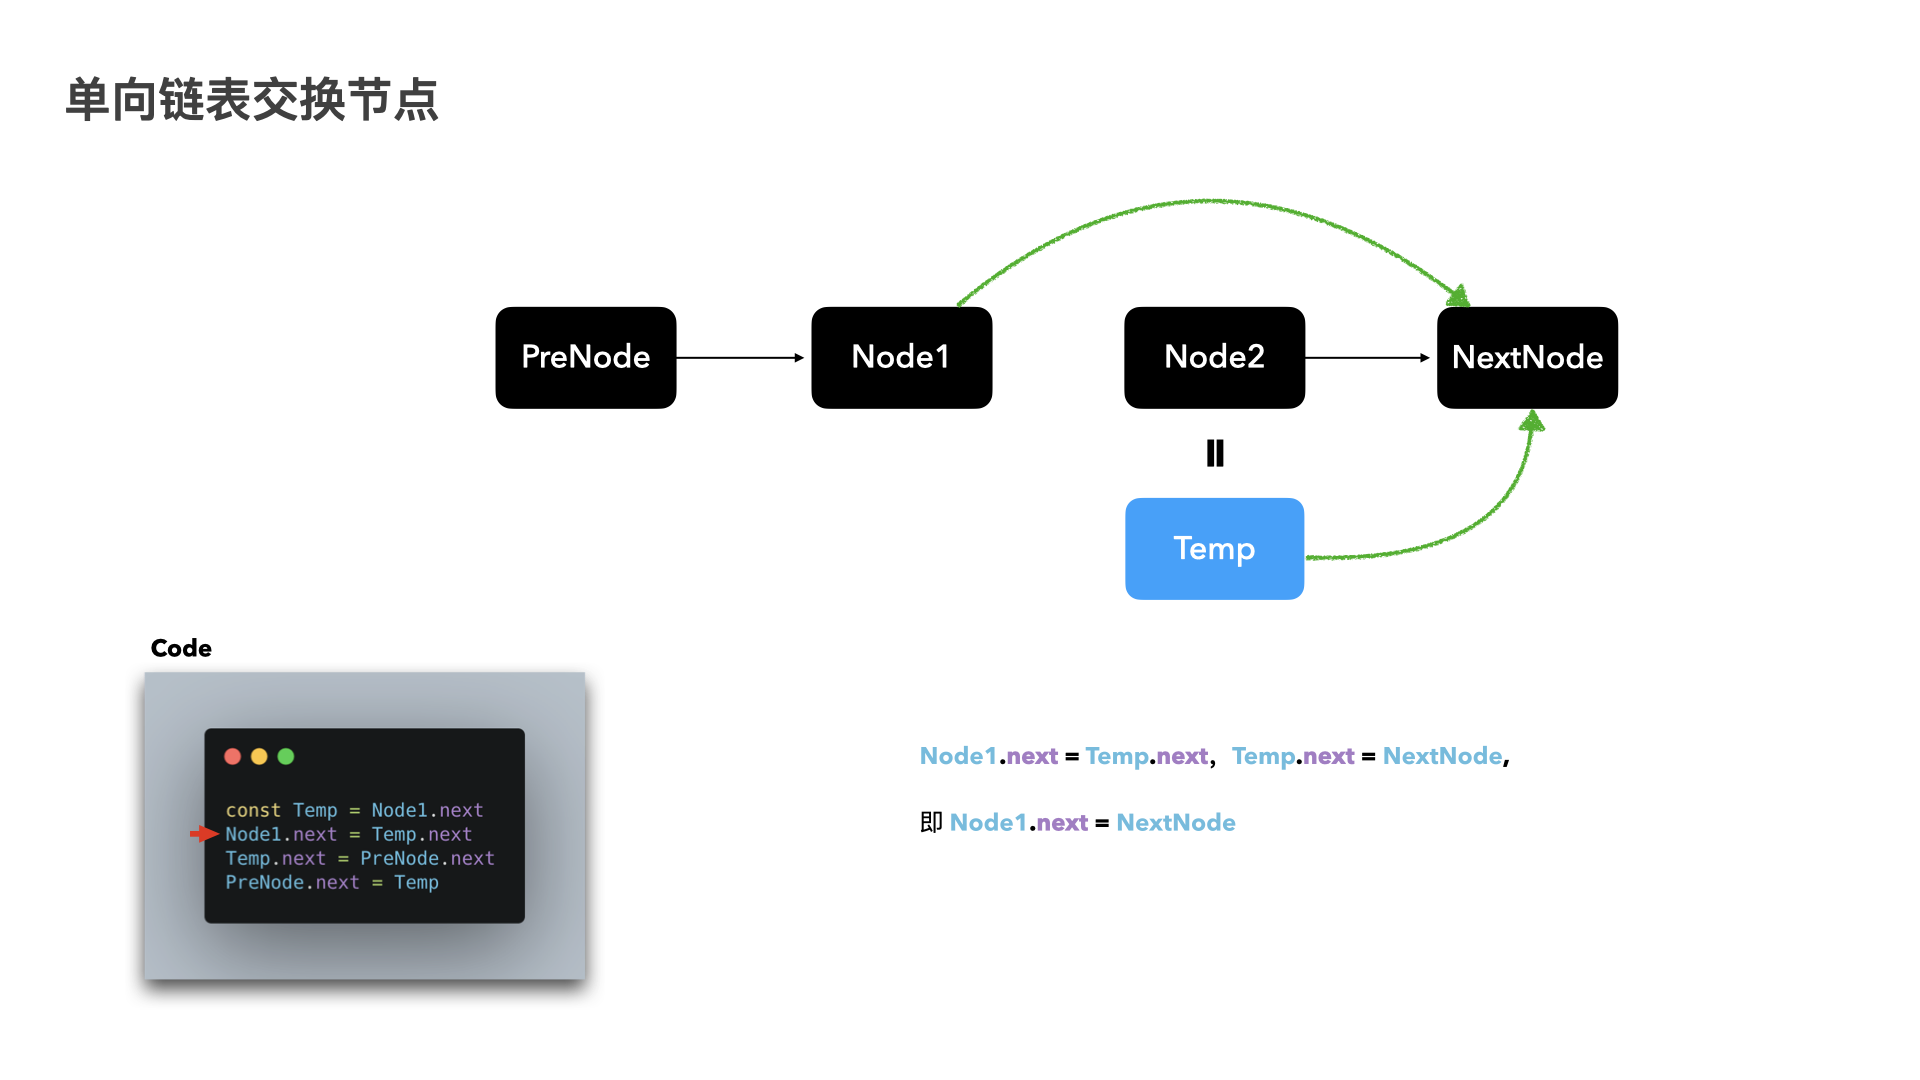 单向链表交换节点
PreNode
Node1
Node2
NextNode
Temp
Code
const Temp = Node1.next
Node1.next = Temp.next
Temp.next = PreNode.next
PreNode.next = Temp
Node1.next = Temp.next，Temp.next = NextNode,
即 Node1.next = NextNode